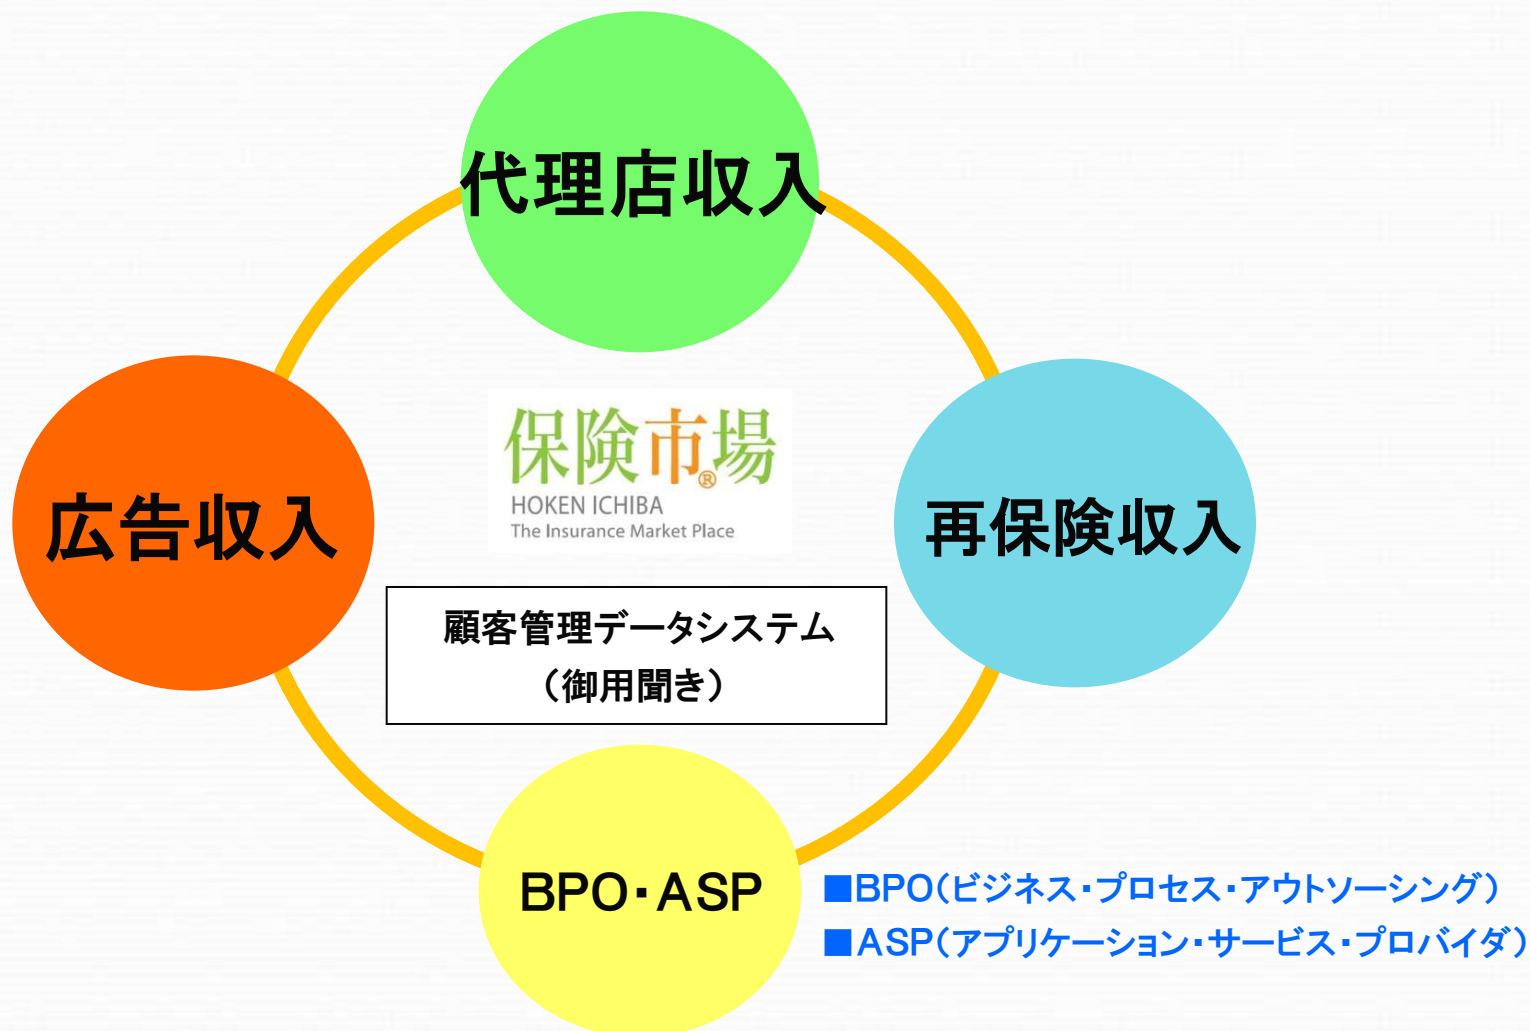 代理店収入
広告収入
保険市場®
HOKEN ICHIBA
The Insurance Market Place
再保険収入
顧客管理データシステム
（御用聞き）
BPO・ASP
■BPO（ビジネス・プロセス・アウトソーシング）
■ASP（アプリケーション・サービス・プロバイダ）